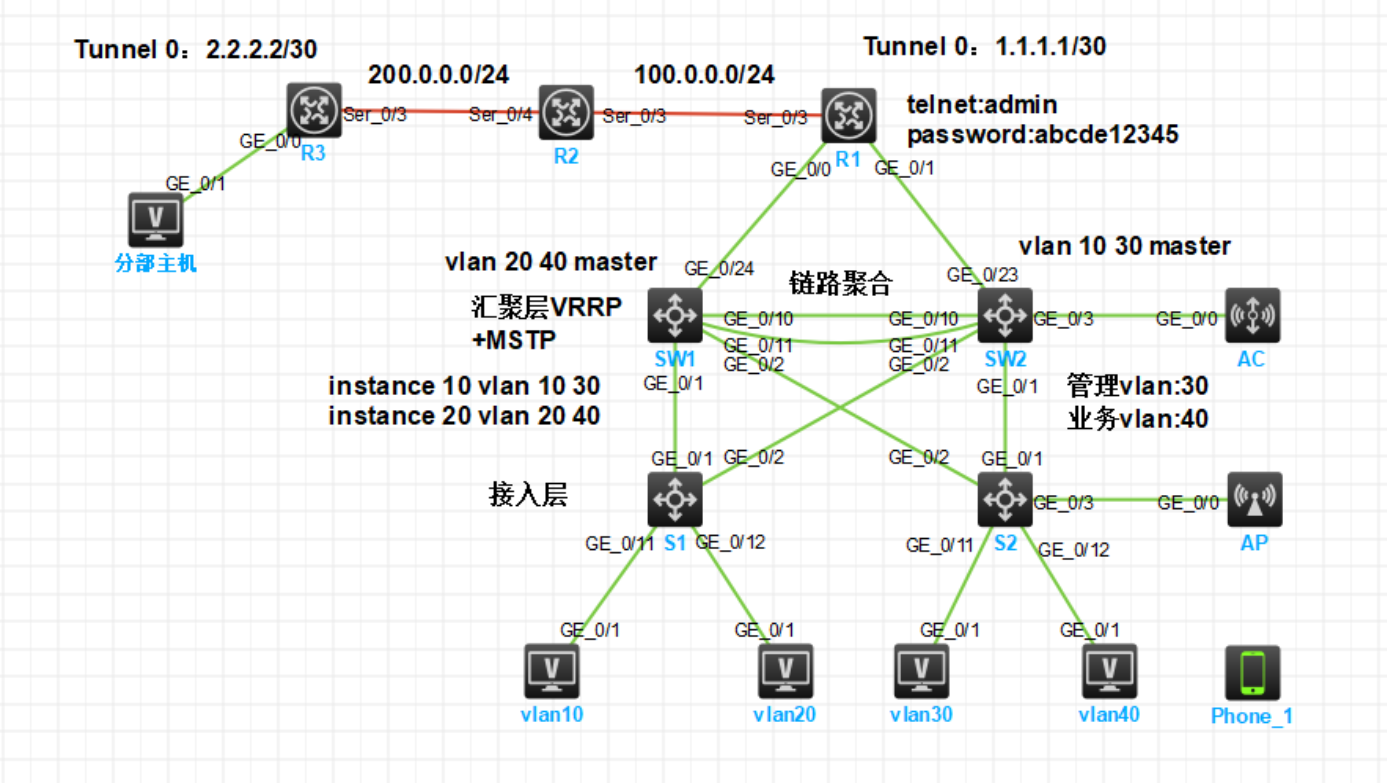 Tunnel 0：2.2.2.2/30
Tunnel 0：1.1.1.1/30
200.0.0.0/24
100.0.0.0/24
Ser_0/3
Ser_0/4
Ser_0/3
Ser_0/3
telnet:admin
password:abcde12345
GE_0/0
R3
R2
R1
GE_0/0
GE_0/1
GE_0/1
分部主机
vlan 20 40 master
vlan 10 30 master
GE_0/24
链路聚合
GE_0/23
汇聚层VRRP
+MSTP
GE_0/10
GE_0/10
GE_0/3
GE_0/0
GE_0/11
GE_0/11
SW1
GE_0/2
GE_0/2
SW2
AC
GE_0/1
GE_0/1
instance 10 vlan 10 30
instance 20 vlan 20 40
管理vlan:30
业务vlan:40
GE_0/1
GE_0/2
GE_0/2
GE_0/1
接入层
GE_0/3
GE_0/0
GE_0/11
S1
GE_0/12
GE_0/11
S2
GE_0/12
AP
GE_0/1
GE_0/1
GE_0/1
GE_0/1
vlan10
vlan20
vlan30
vlan40
Phone_1